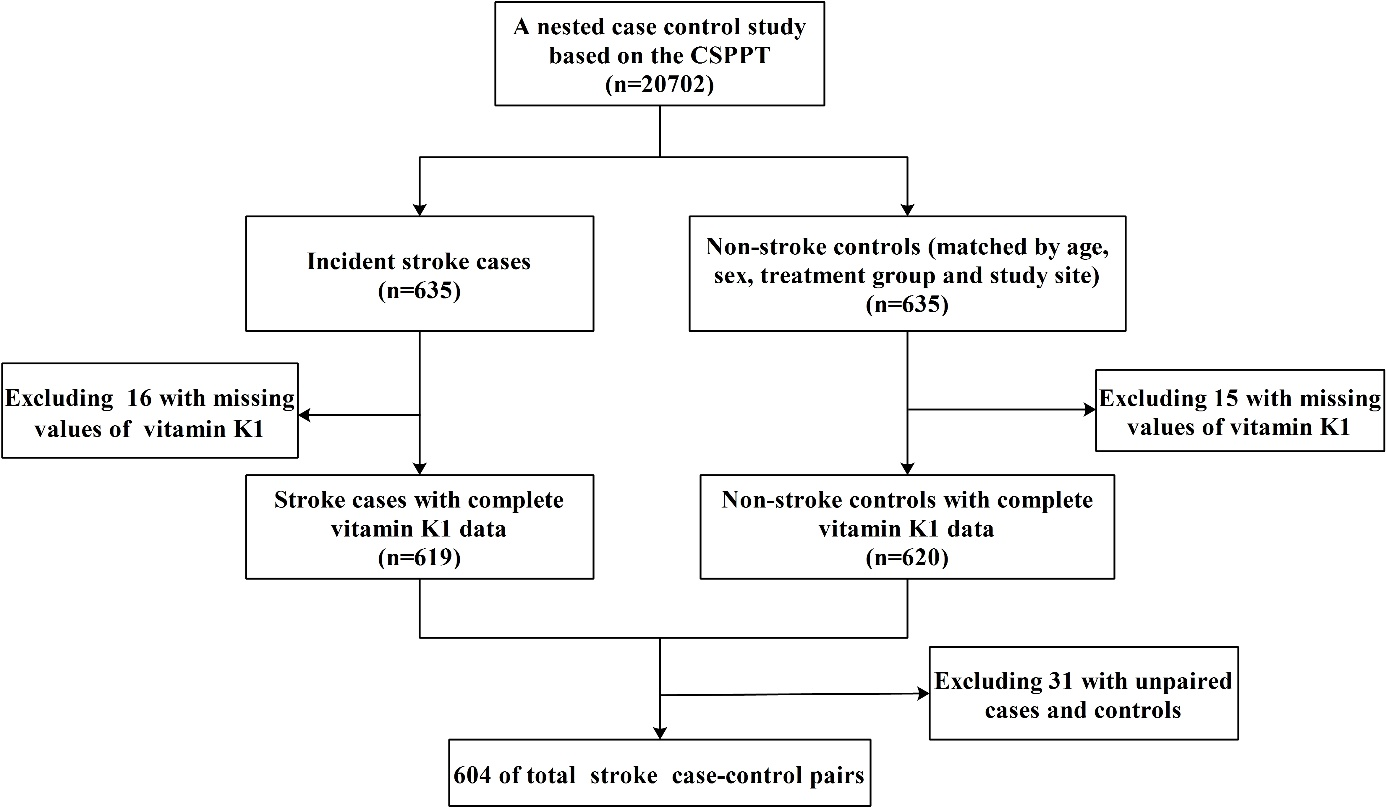 A nested case control study
based on the CSPPT
(n=20702)
Incident stroke cases
(n=635)
Non-stroke controls (matched by age,
sex, treatment group and study site)
(n=635)
Excluding 16 with missing
values of vitamin K1
Excluding 15 with missing
values of vitamin K1
Stroke cases with complete
vitamin K1 data
(n=619)
Non-stroke controls with complete
vitamin K1 data
(n=620)
Excluding 31 with unpaired
cases and controls
604 of total stroke case-control pairs